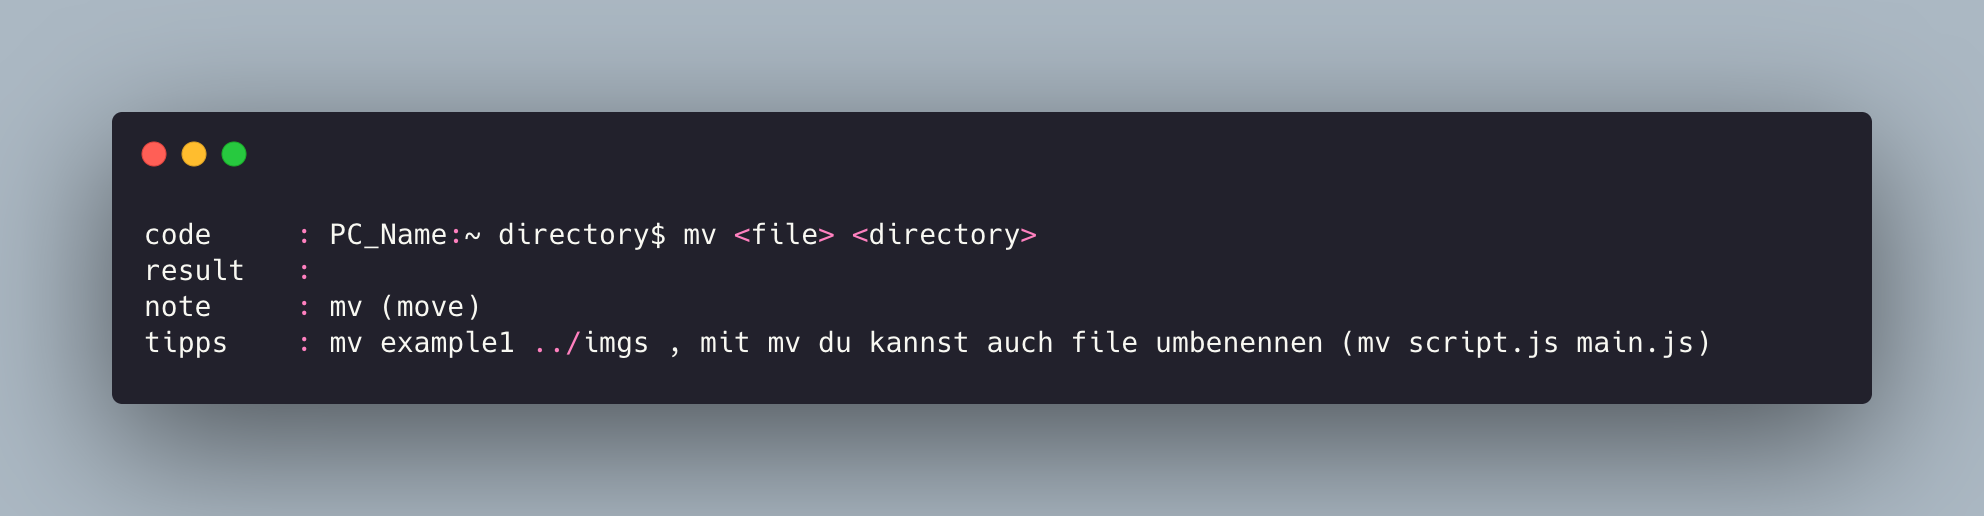 code : PC_Name:~ directory$ mv <file> <directory>
result :
note : mv (move)
tipps : mv example1 ../imgs , mit mv du kannst auch file umbenennen (mv script.js main.js)